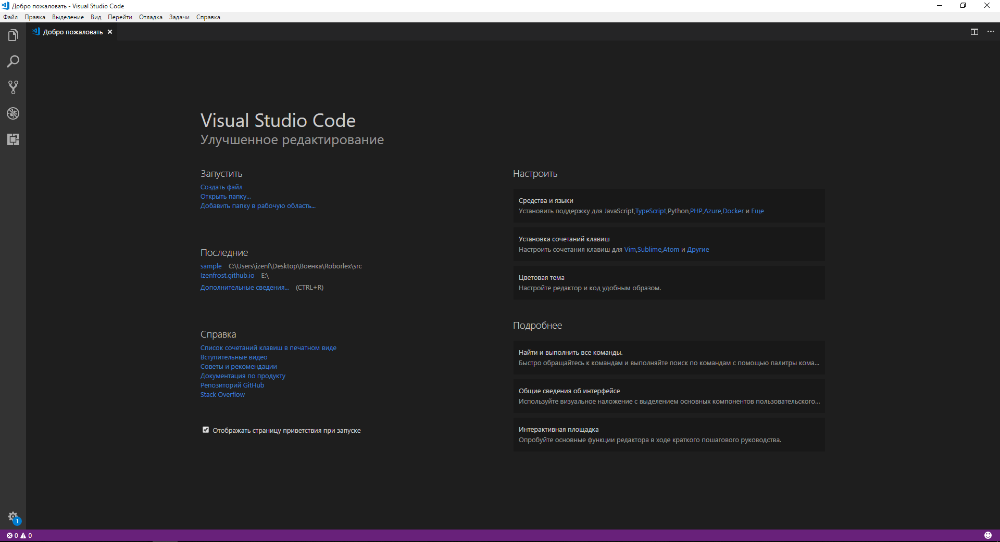 Добро пожаловать - Visual Studio Code
Файл Правка Выделение Вид Перейти Отладка Задачи Справка
Добро пожаловать
Visual Studio Code
Улучшенное редактирование
Запустить
Создать файл
Открыть папку...
Добавить папку в рабочую область...
Последние
sample C:\Users\izenf\Desktop\Военка\Roborlex\src
Izenfrost.github.io E:\
Дополнительные сведения... (CTRL+R)
Справка
Список сочетаний клавиш в печатном виде
Вступительные видео
Советы и рекомендации
Документация по продукту
Репозиторий GitHub
Stack Overflow
Отображать страницу приветствия при запуске
Настроить
Средства и языки
Установить поддержку для JavaScript,TypeScript,Python,PHP,Azure,Docker и Еще
Установка сочетаний клавиш
Настроить сочетания клавиш для Vim,Sublime,Atom и Другие
Цветовая тема
Настройте редактор и код удобным образом.
Подробнее
Найти и выполнить все команды.
Быстро обращайтесь к командам и выполняйте поиск по командам с помощью палитры кома...
Общие сведения об интерфейсе
Используйте визуальное наложение с выделением основных компонентов пользовательского...
Интерактивная площадка
Опробуйте основные функции редактора в ходе краткого пошагового руководства.
1
0 0